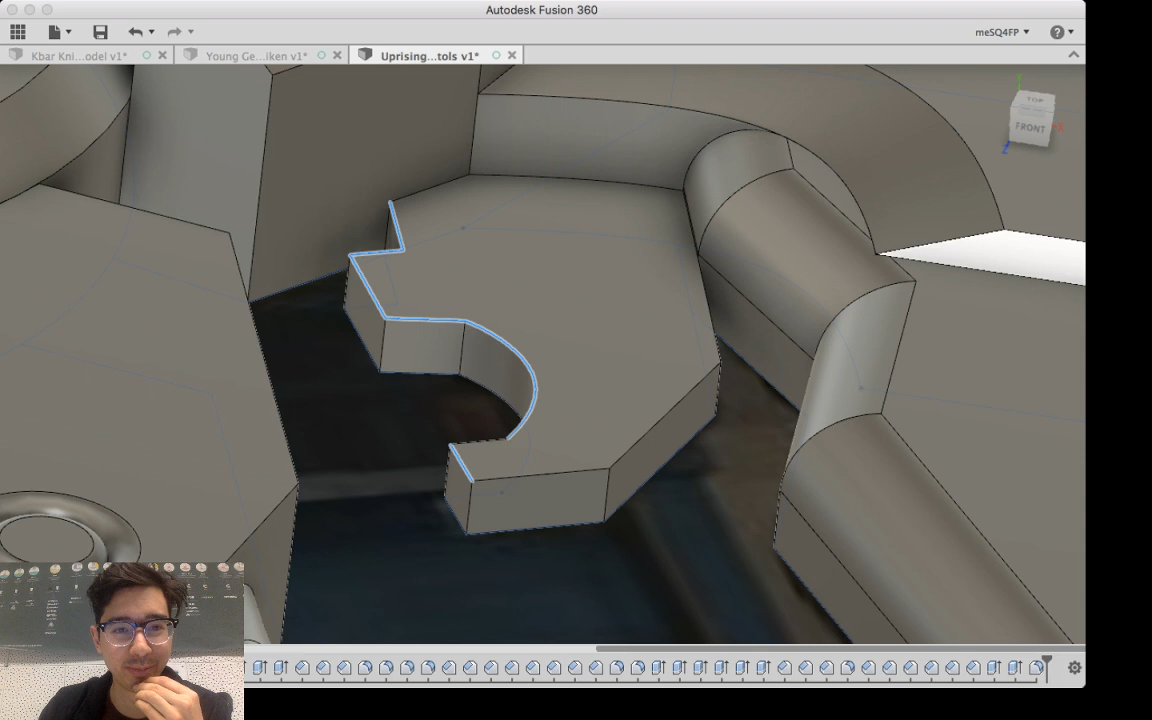 Autodesk Fusion 360
meSQ4FP
Kbar Kni...odel v1*
Young Ge...iken v1*
Uprising...tols v1*
TOP
FRONT
Y
X
Z